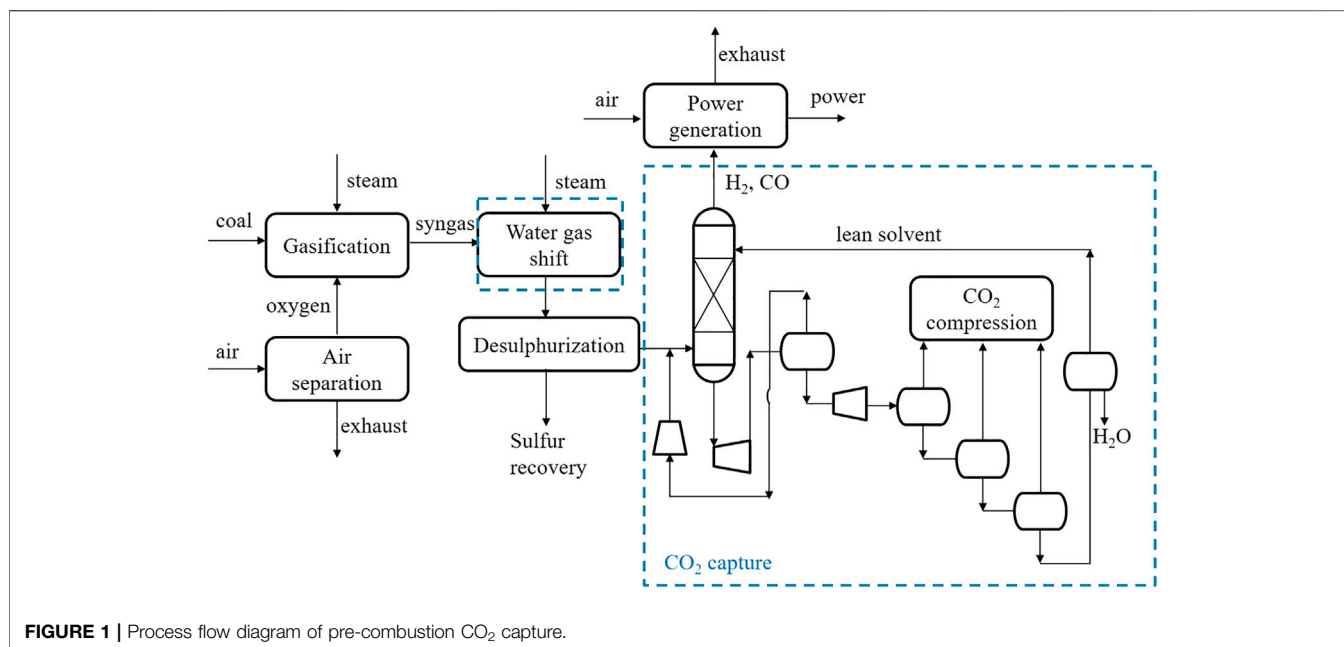 exhaust
air
Power
generation
power
H₂, CO
steam
steam
coal
Gasification
syngas
Water gas
shift
lean solvent
oxygen
CO₂
compression
air
Air
separation
Desulphurization
exhaust
Sulfur
recovery
H₂O
CO₂ capture
FIGURE 1 | Process flow diagram of pre-combustion CO₂ capture.